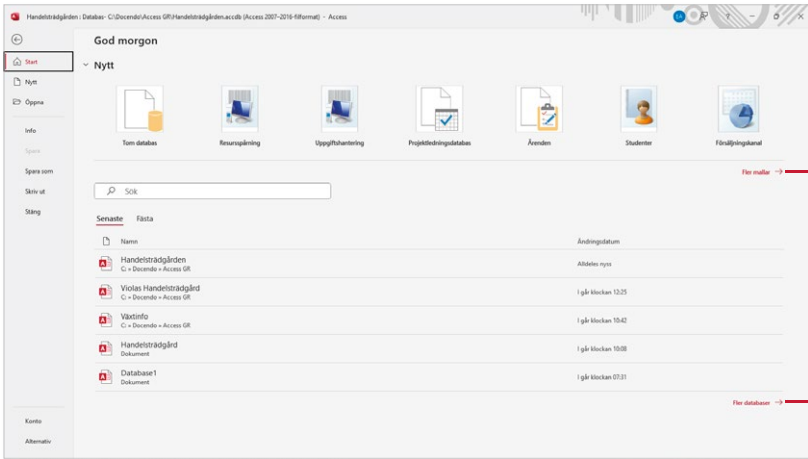 Handelsträdgården : Databas- C:\Docendo\Access GR\Handelsträdgården.accdb (Access 2007-2016-filformat) - Access
EA
?
God morgon
Start
Nytt
Öppna
Info
Spara
Spara som
Skriv ut
Stäng
Konto
Alternativ
Nytt
Tom databas
Resursspårning
Uppgiftshantering
Projektledningsdatabas
Ärenden
Studenter
Försäljningskanal
Fler mallar
Sök
Senaste Fästa
Namn Ändringsdatum
Handelsträdgården
C: » Docendo » Access GR
Alldeles nyss
Violas Handelsträdgård
C: » Docendo » Access GR
I går klockan 12:25
Växtinfo
C: » Docendo » Access GR
I går klockan 10:42
Handelsträdgård
Dokument
I går klockan 10:08
Database1
Dokument
I går klockan 07:31
Fler databaser